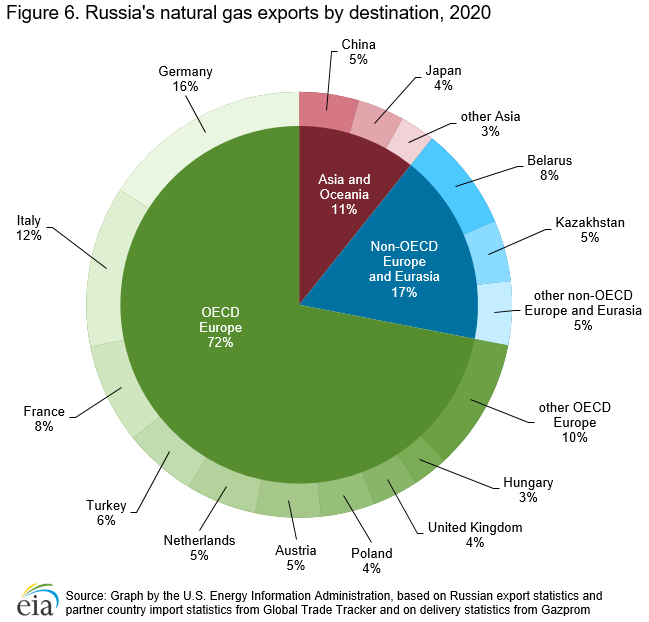 Figure 6. Russia's natural gas exports by destination, 2020
China
5%
Japan
4%
other Asia
3%
Belarus
8%
Kazakhstan
5%
other non-OECD
Europe and Eurasia
5%
other OECD
Europe
10%
Hungary
3%
United Kingdom
4%
Poland
4%
Austria
5%
Netherlands
5%
Turkey
6%
France
8%
Italy
12%
Germany
16%
Asia and
Oceania
11%
Non-OECD
Europe
and Eurasia
17%
OECD
Europe
72%
eia
Source: Graph by the U.S. Energy Information Administration, based on Russian export statistics and
partner country import statistics from Global Trade Tracker and on delivery statistics from Gazprom